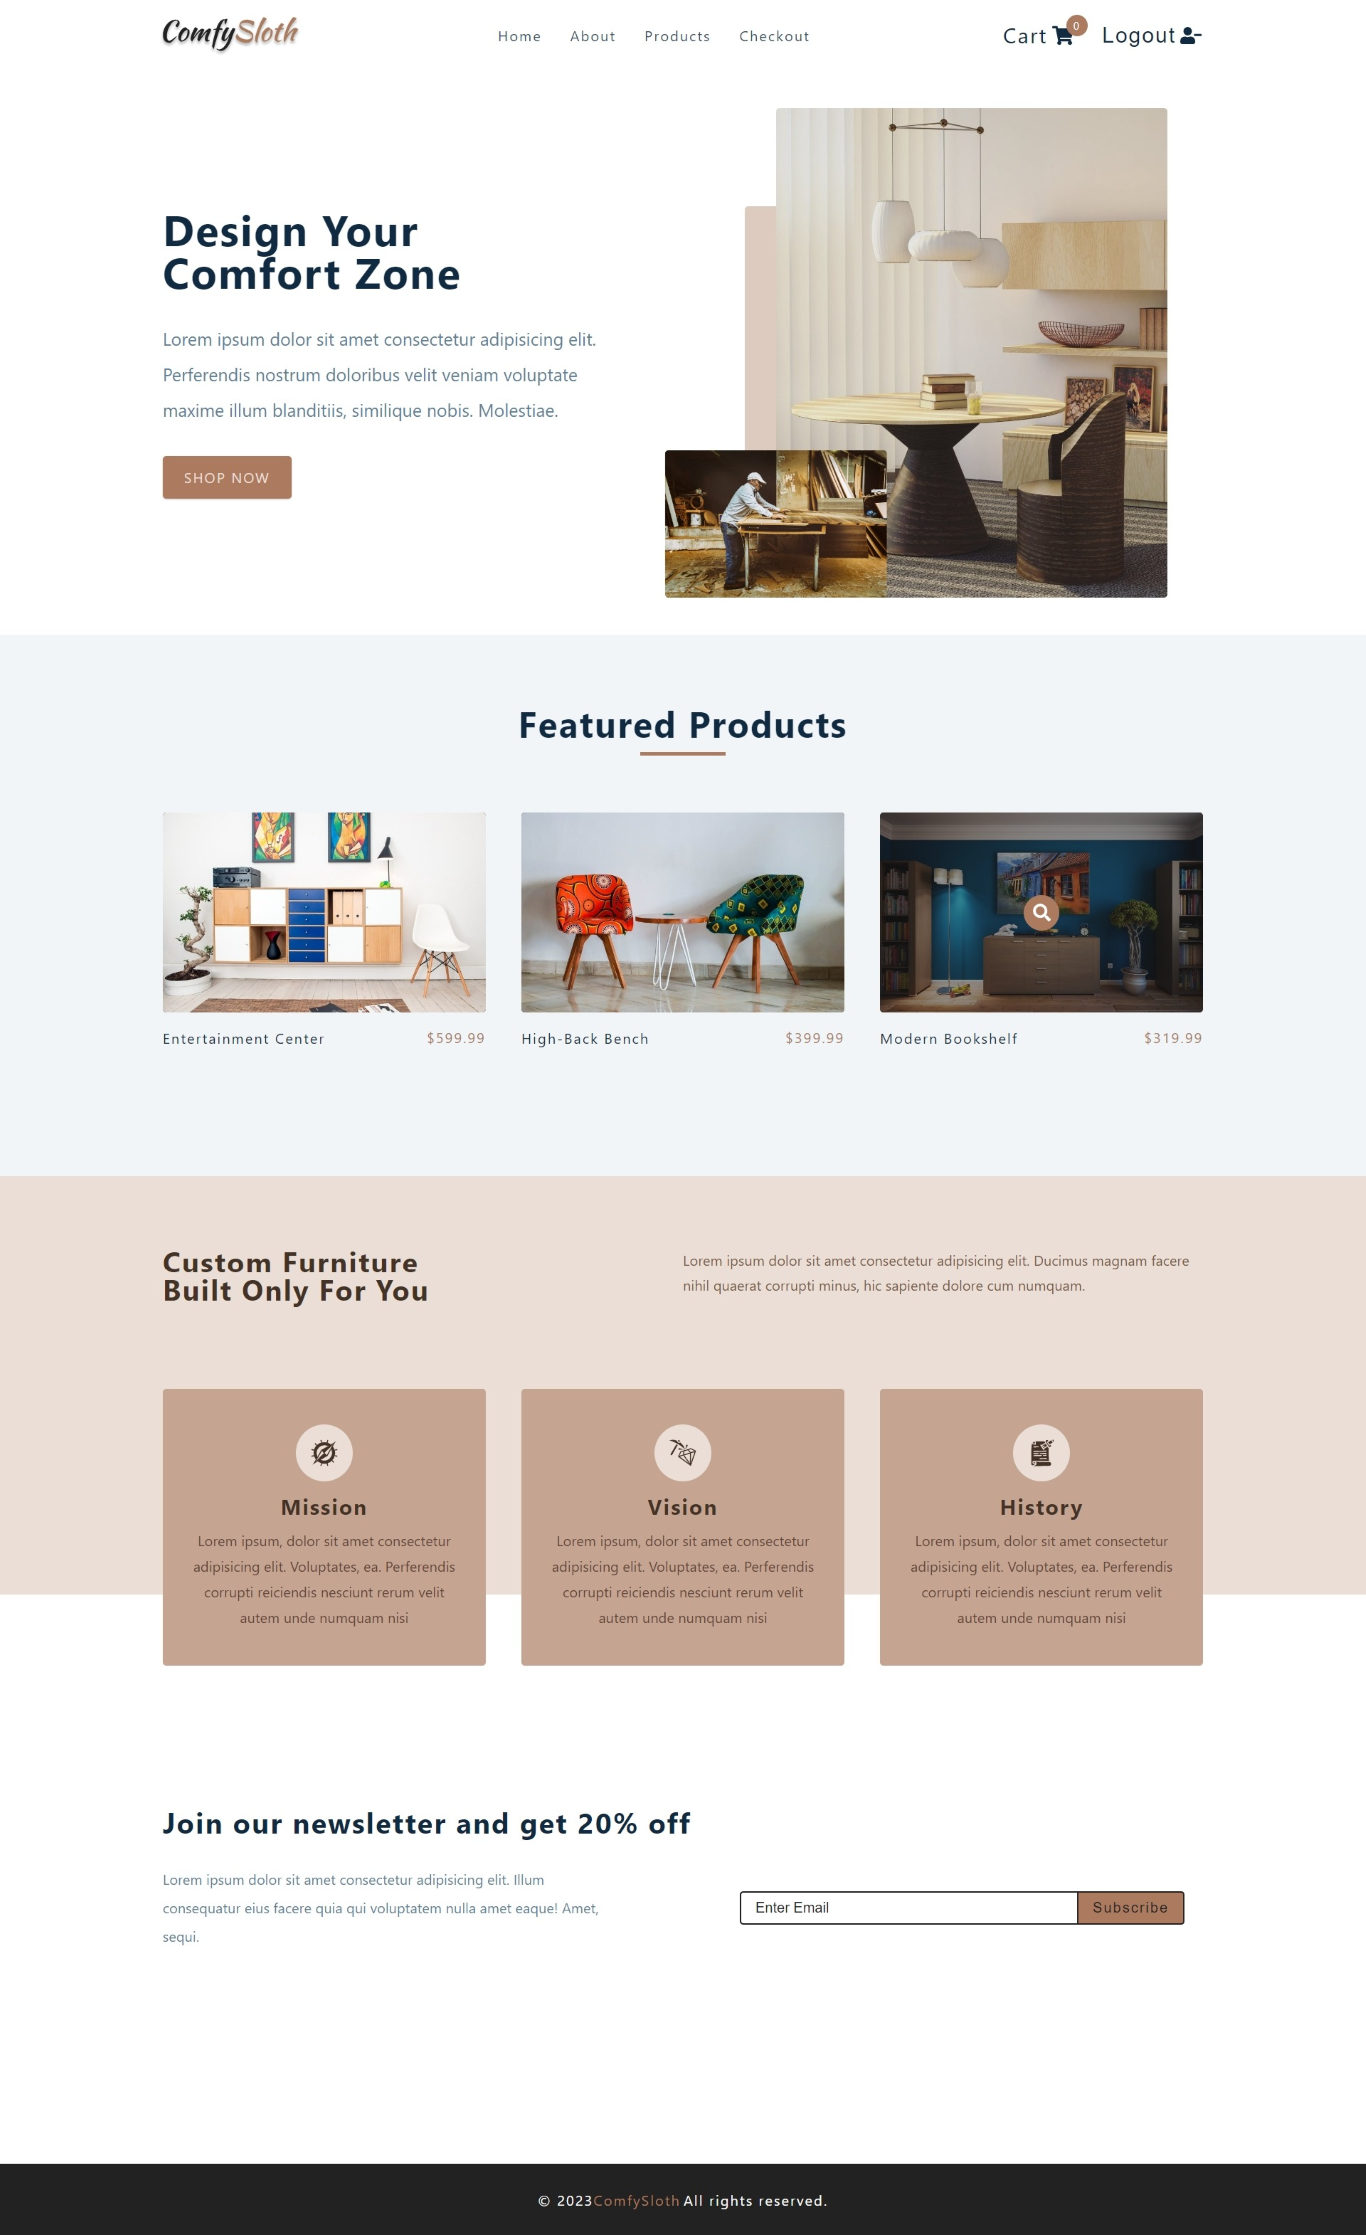 ComfySloth
Home About Products Checkout
Cart 0 Logout
Design Your
Comfort Zone
Lorem ipsum dolor sit amet consectetur adipisicing elit.
Perferendis nostrum doloribus velit veniam voluptate
maxime illum blanditiis, similique nobis. Molestiae.
SHOP NOW
Featured Products
Entertainment Center $599.99
High-Back Bench $399.99
Modern Bookshelf $319.99
Custom Furniture
Built Only For You
Lorem ipsum dolor sit amet consectetur adipisicing elit. Ducimus magnam facere
nihil quaerat corrupti minus, hic sapiente dolore cum numquam.
Mission
Lorem ipsum, dolor sit amet consectetur
adipisicing elit. Voluptates, ea. Perferendis
corrupti reiciendis nesciunt rerum velit
autem unde numquam nisi
Vision
Lorem ipsum, dolor sit amet consectetur
adipisicing elit. Voluptates, ea. Perferendis
corrupti reiciendis nesciunt rerum velit
autem unde numquam nisi
History
Lorem ipsum, dolor sit amet consectetur
adipisicing elit. Voluptates, ea. Perferendis
corrupti reiciendis nesciunt rerum velit
autem unde numquam nisi
Join our newsletter and get 20% off
Lorem ipsum dolor sit amet consectetur adipisicing elit. Illum
consequatur eius facere quia qui voluptatem nulla amet eaque! Amet,
sequi.
Enter Email Subscribe
© 2023ComfySloth All rights reserved.